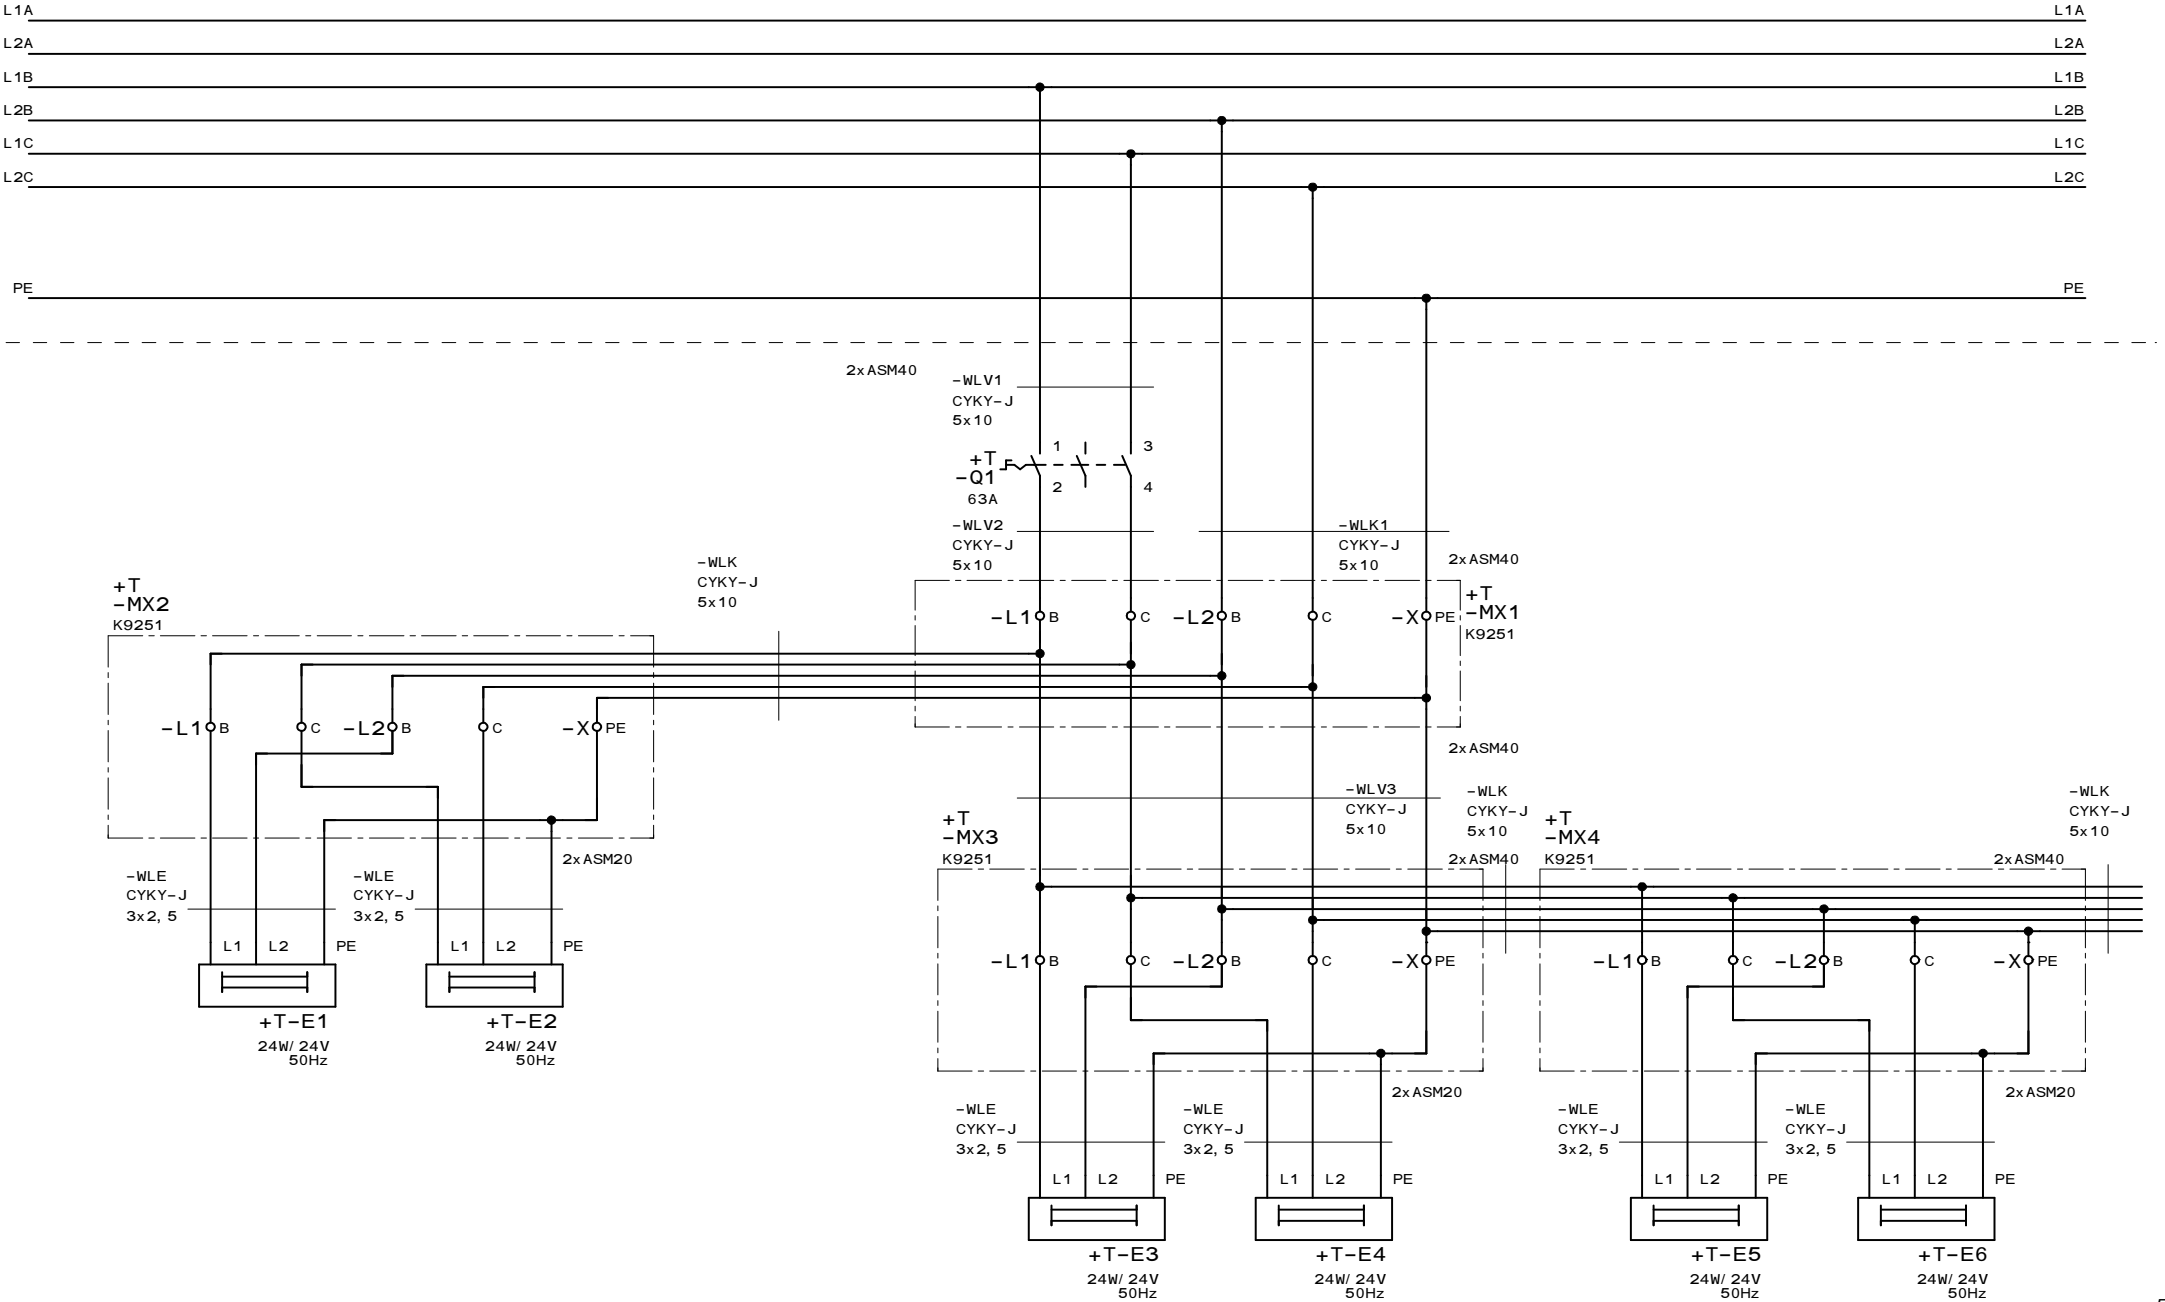 L1A L1A
L2A L2A
L1B L1B
L2B L2B
L1C L1C
L2C L2C
PE PE
2xASM40
-WLV1
CYKY-J
5x10
1 3
+T
-Q1
63A
2 4
-WLV2
CYKY-J
5x10
-WLK1
CYKY-J
5x10
2xASM40
-WLK
CYKY-J
5x10
+T
-MX2
K9251
+T
-MX1
K9251
-L1 B C -L2 B C -X PE
-L1 B C -L2 B C -X PE
2xASM40
-WLV3
CYKY-J
5x10
-WLK
CYKY-J
5x10
-WLK
CYKY-J
5x10
+T
-MX3
K9251
2xASM40
+T
-MX4
K9251
2xASM40
2xASM20
-WLE
CYKY-J
3x2,5
-WLE
CYKY-J
3x2,5
L1 L2 PE L1 L2 PE
+T-E1
24W/24V
50Hz
+T-E2
24W/24V
50Hz
-L1 B C -L2 B C -X PE
-L1 B C -L2 B C -X PE
2xASM20
2xASM20
-WLE
CYKY-J
3x2,5
-WLE
CYKY-J
3x2,5
-WLE
CYKY-J
3x2,5
-WLE
CYKY-J
3x2,5
L1 L2 PE L1 L2 PE
L1 L2 PE L1 L2 PE
+T-E3
24W/24V
50Hz
+T-E4
24W/24V
50Hz
+T-E5
24W/24V
50Hz
+T-E6
24W/24V
50Hz